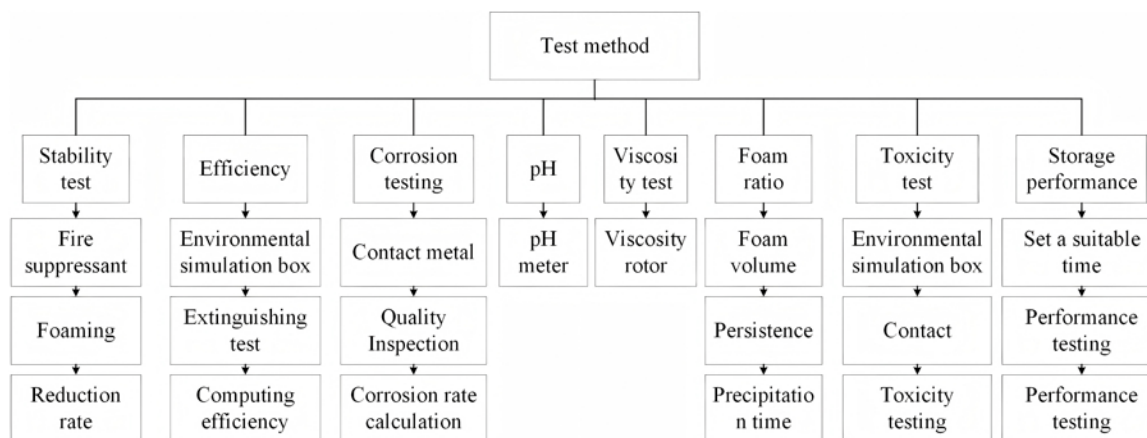 Test method
Stability
test
Efficiency
Corrosion
testing
pH
Viscosi
ty test
Foam
ratio
Toxicity
test
Storage
performance
Fire
suppressant
Environmental
simulation box
Contact metal
pH
meter
Viscosity
rotor
Foam
volume
Environmental
simulation box
Set a suitable
time
Foaming
Extinguishing
test
Quality
Inspection
Persistence
Contact
Performance
testing
Reduction
rate
Computing
efficiency
Corrosion rate
calculation
Precipitatio
n time
Toxicity
testing
Performance
testing